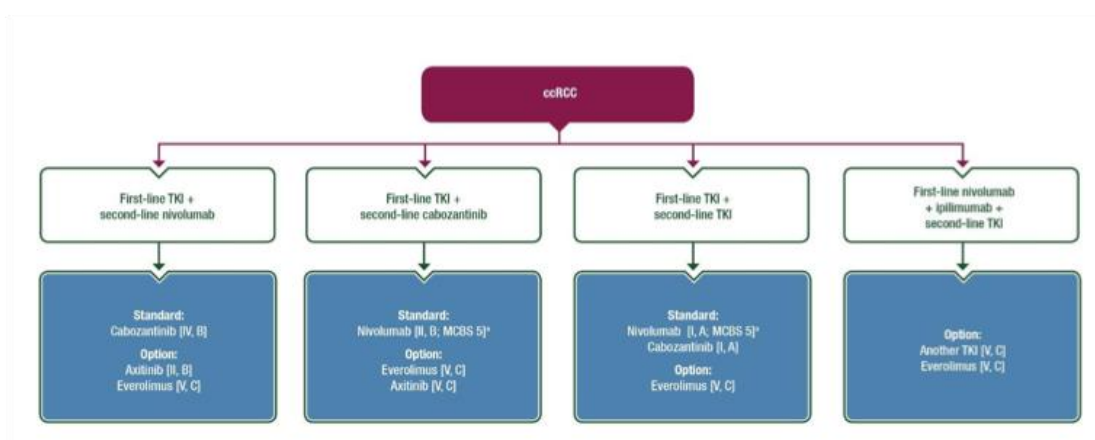 ccRCC
First-line TKI +
second-line nivolumab
First-line TKI +
second-line cabozantinib
First-line TKI +
second-line TKI
First-line nivolumab
+ ipilimumab +
second-line TKI
Standard:
Cabozantinib [IV, B]
Option:
Axitinib [II, B]
Everolimus [V, C]
Standard:
Nivolumab [II, B; MCBS 5]ª
Option:
Everolimus [V, C]
Axitinib [V, C]
Standard:
Nivolumab [I, A; MCBS 5]ª
Cabozantinib [I, A]
Option:
Everolimus [V, C]
Option:
Another TKI [V, C]
Everolimus [V, C]